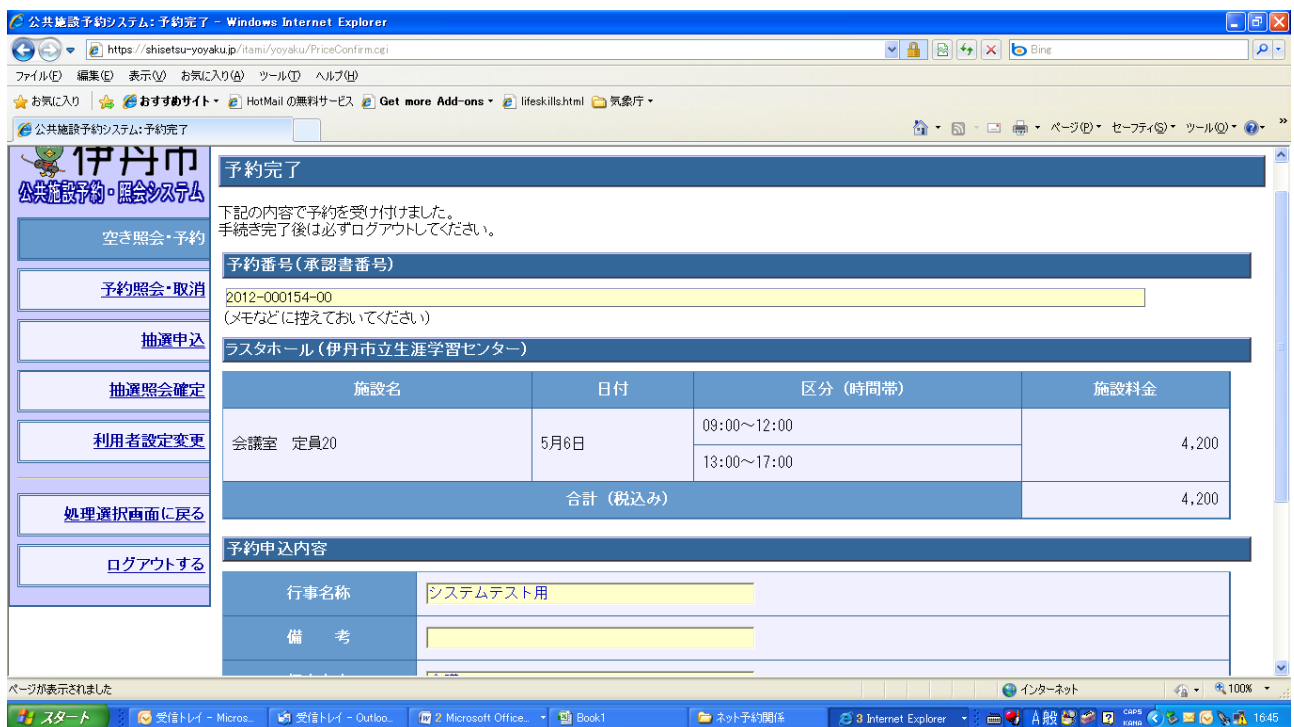 公共施設予約システム: 予約完了 - Windows Internet Explorer
https://shisetsu-yoyaku.jp/itami/yoyaku/PriceConfirm.cgi
Bing
ファイル(F) 編集(E) 表示(V) お気に入り(A) ツール(T) ヘルプ(H)
お気に入り おすすめサイト HotMail の無料サービス Get more Add-ons lifeskills.html 気象庁
公共施設予約システム: 予約完了
ページ(P) セーフティ(S) ツール(O) »
伊丹市
公共施設予約・照会システム
空き照会・予約
予約照会・取消
抽選申込
抽選照会確定
利用者設定変更
処理選択画面に戻る
ログアウトする
予約完了
下記の内容で予約を受け付けました。
手続き完了後は必ずログアウトしてください。
予約番号(承認書番号)
2012-000154-00
(メモなどに控えておいてください)
ラスタホール(伊丹市立生涯学習センター)
施設名 日付 区分 (時間帯) 施設料金
会議室 定員20 5月6日 09:00～12:00 4,200
13:00～17:00
合計 (税込み) 4,200
予約申込内容
行事名称 システムテスト用
備 考
ページが表示されました インターネット 100%
スタート 受信トレイ - Micros... 受信トレイ - Outloo... 2 Microsoft Office... Book1 ネット予約関係 3 Internet Explorer A 般 CAPS KANA 16:45